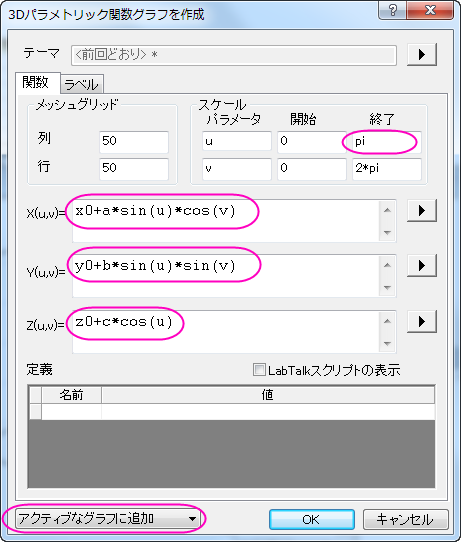 3Dパラメトリック関数グラフを作成
テーマ <前回どおり> *
関数 ラベル
メッシュグリッド
列 50
行 50
スケール
パラメータ 開始 終了
u 0 pi
v 0 2*pi
X(u,v)= x0+a*sin(u)*cos(v)
Y(u,v)= y0+b*sin(u)*sin(v)
Z(u,v)= z0+c*cos(u)
定義 LabTalkスクリプトの表示
名前 値
アクティブなグラフに追加 OK キャンセル